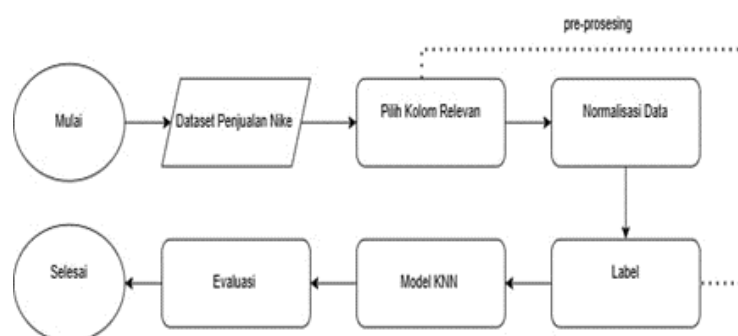 pre-prosesing
Mulai
Dataset Penjualan Nike
Pilih Kolom Relevan
Normalisasi Data
Selesai
Evaluasi
Model KNN
Label